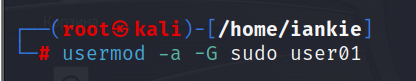 ┌──(root㉿kali)-[/home/iankie]
└─# usermod -a -G sudo user01